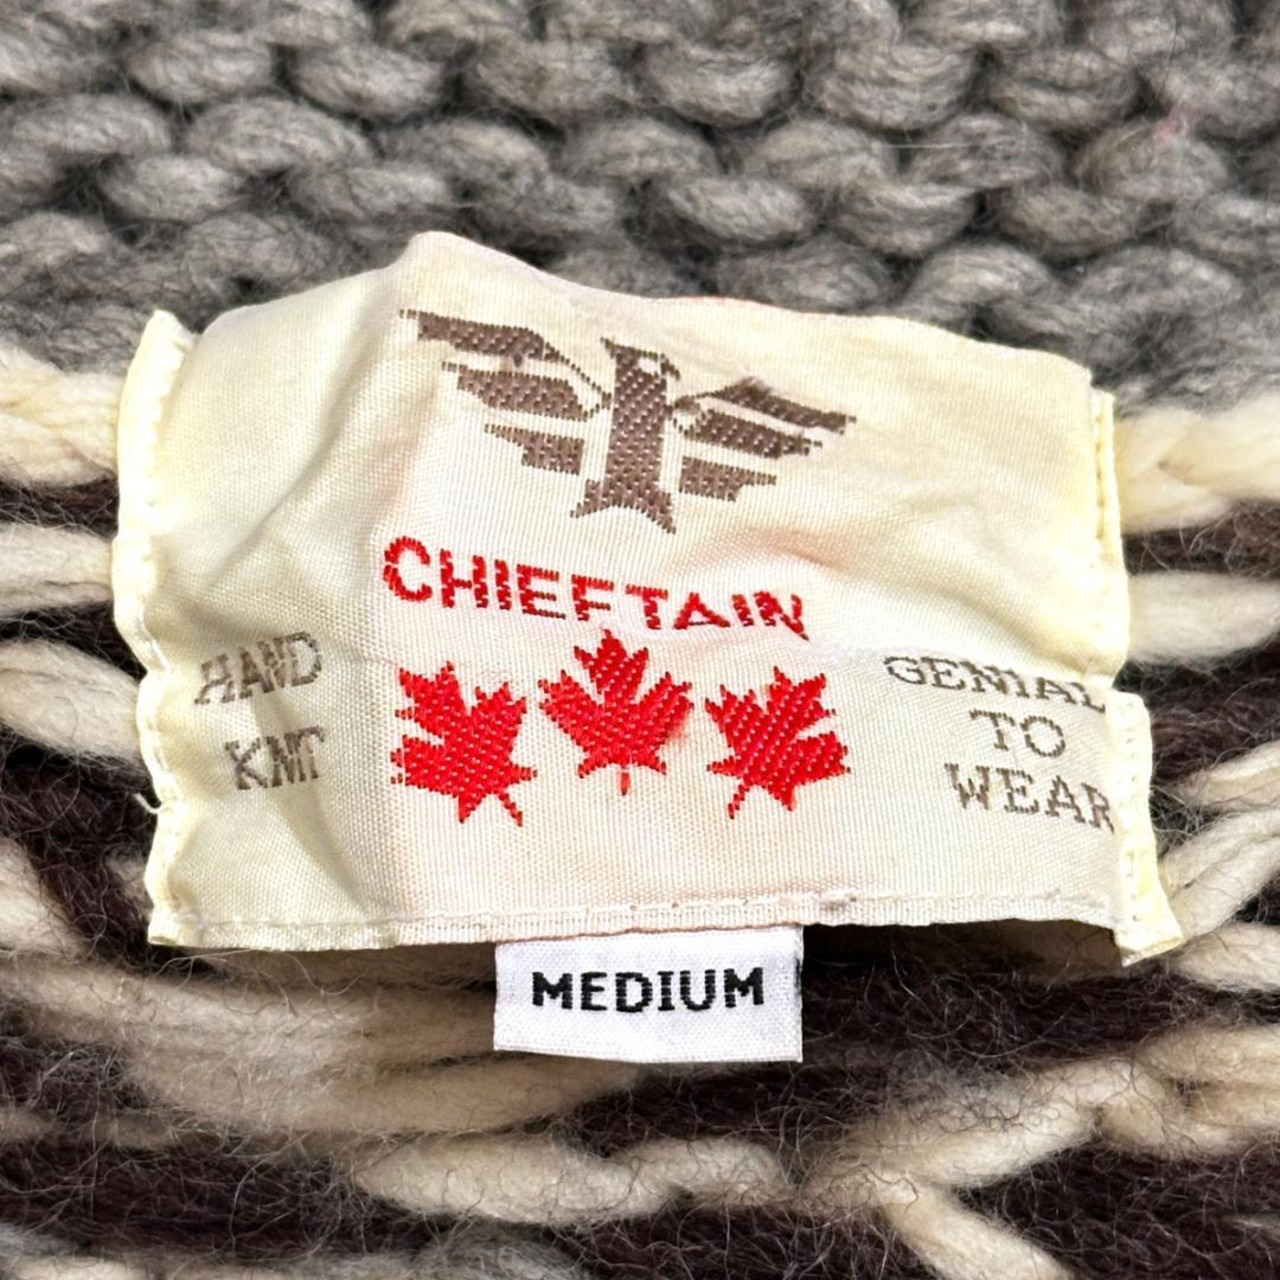 CHIEFTAIN
HAND
KNIT
GENIAL
TO
WEAR
MEDIUM